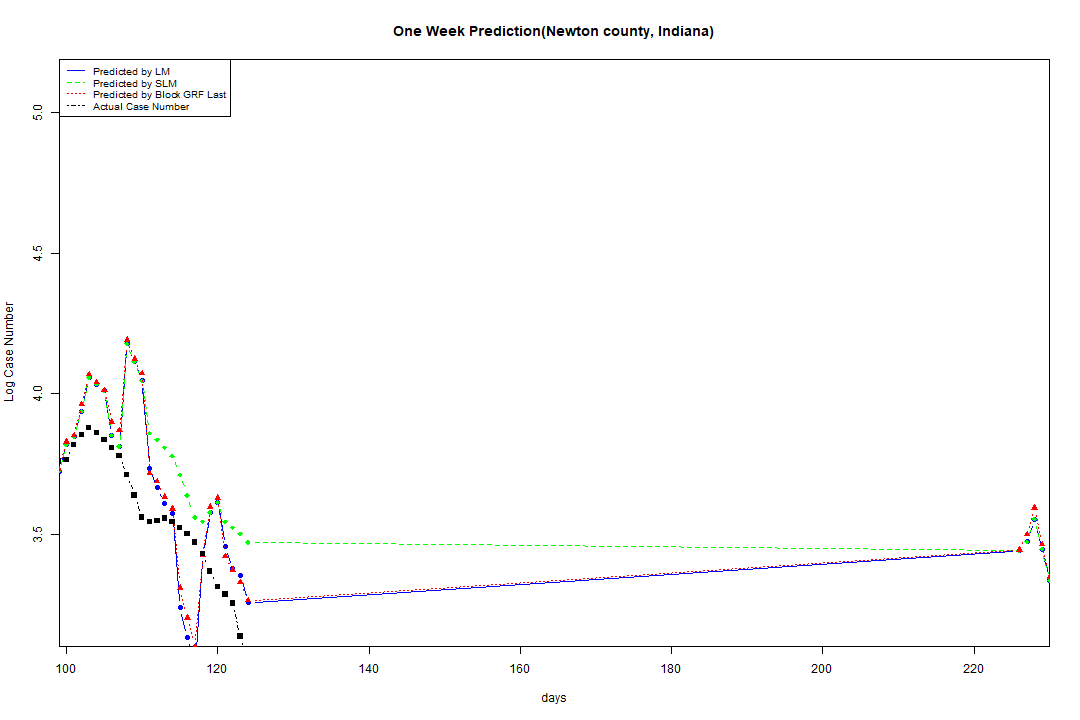 One Week Prediction(Newton county, Indiana)
Predicted by LM
Predicted by SLM
Predicted by Block GRF Last
Actual Case Number
5.0
4.5
4.0
3.5
Log Case Number
100 120 140 160 180 200 220
days